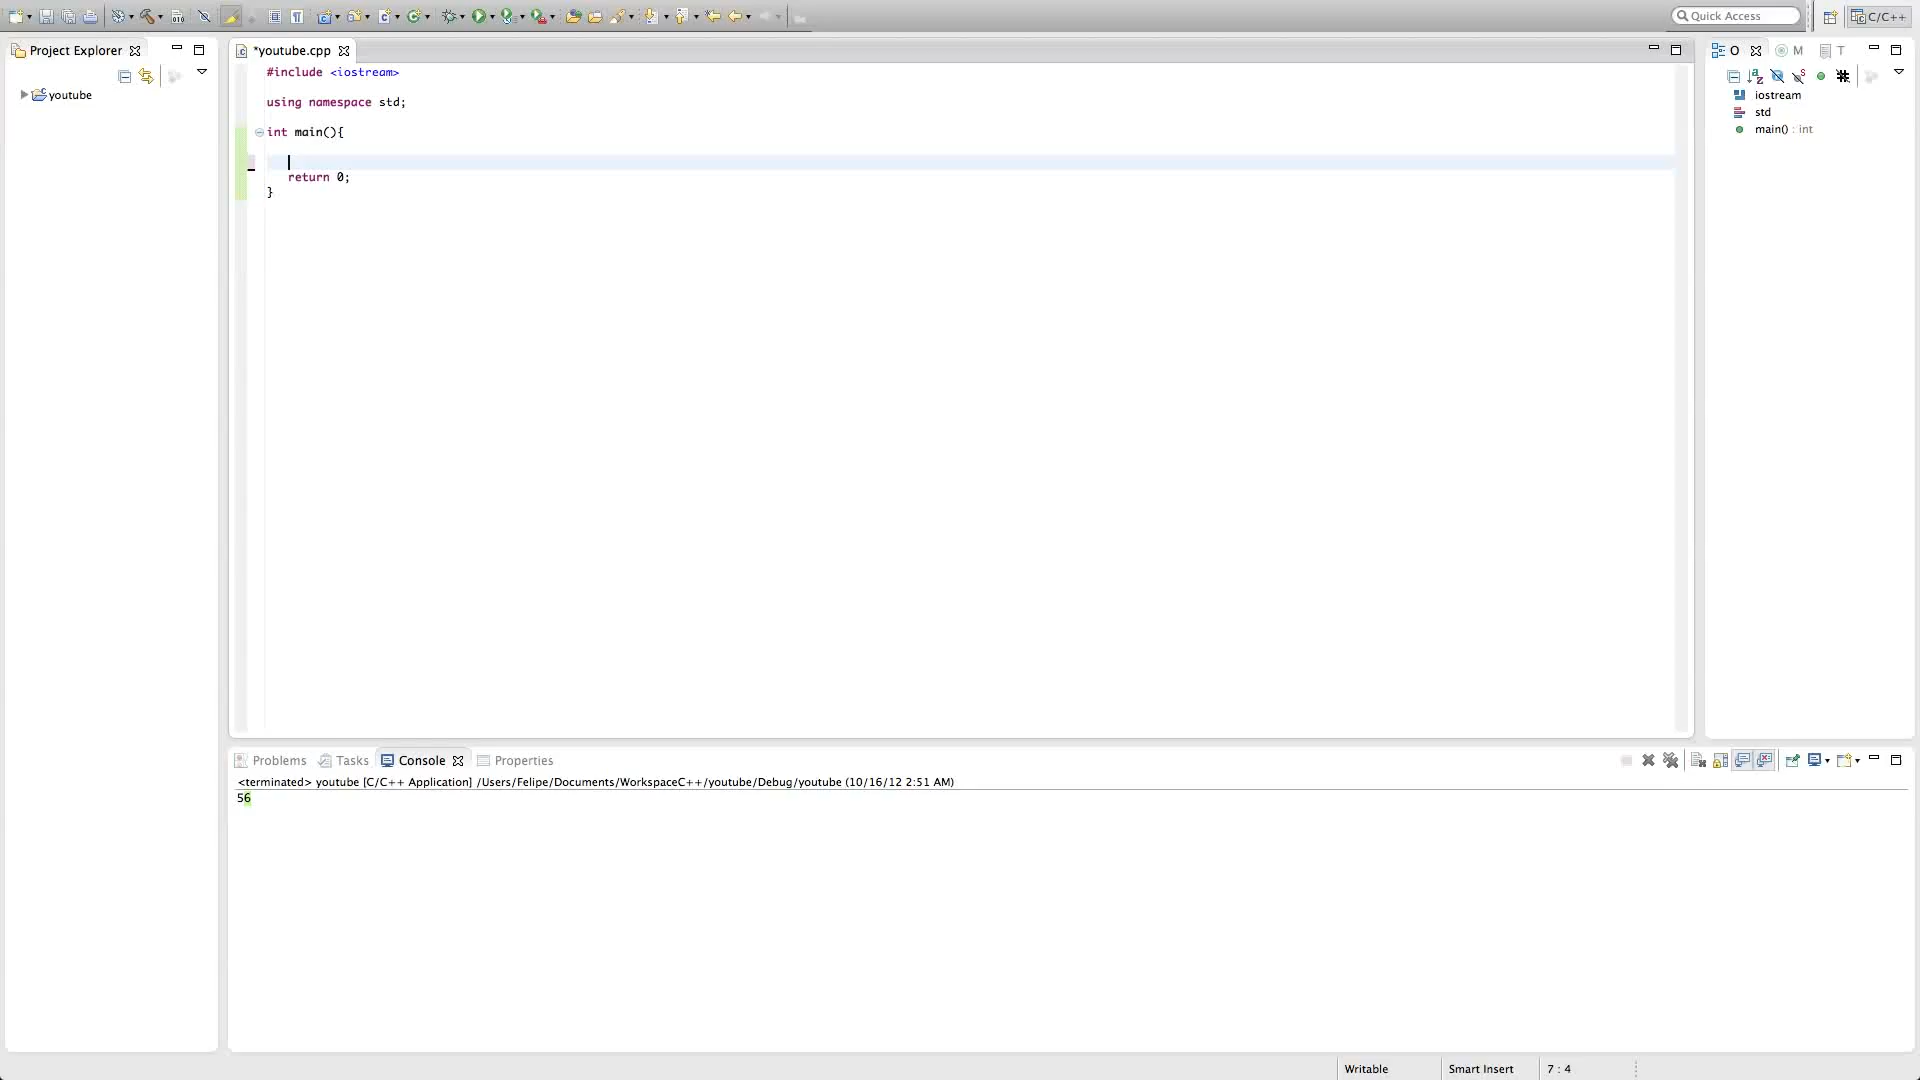 Quick Access
C/C++
Project Explorer
youtube
*youtube.cpp
#include <iostream>
using namespace std;
int main(){
return 0;
}
O
M
T
iostream
std
main() : int
Problems
Tasks
Console
Properties
<terminated> youtube [C/C++ Application] /Users/Felipe/Documents/WorkspaceC++/youtube/Debug/youtube (10/16/12 2:51 AM)
56
Writable
Smart Insert
7 : 4